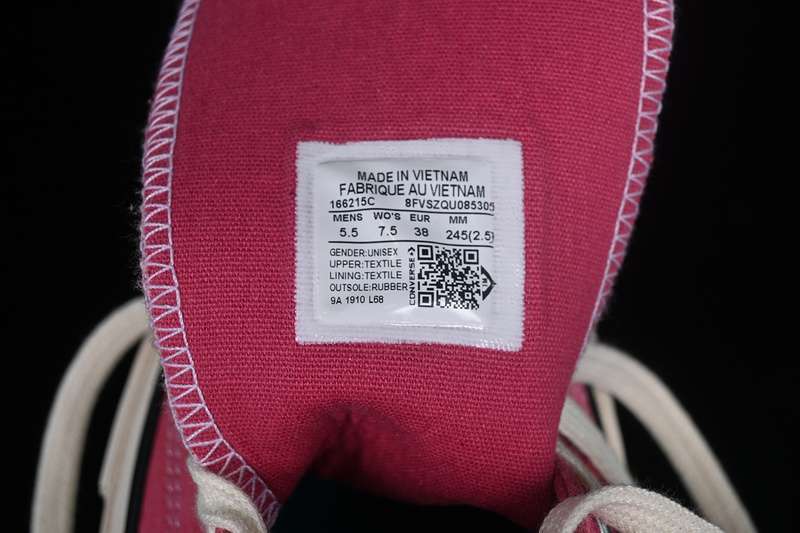 MADE IN VIETNAM
FABRIQUE AU VIETNAM
166215C 8FVSZQU085305
MENS WO'S EUR MM
5.5 7.5 38 245(2.5)
GENDER:UNISEX
UPPER:TEXTILE
LINING:TEXTILE
OUTSOLE:RUBBER
9A 1910 L68
CONVERSE